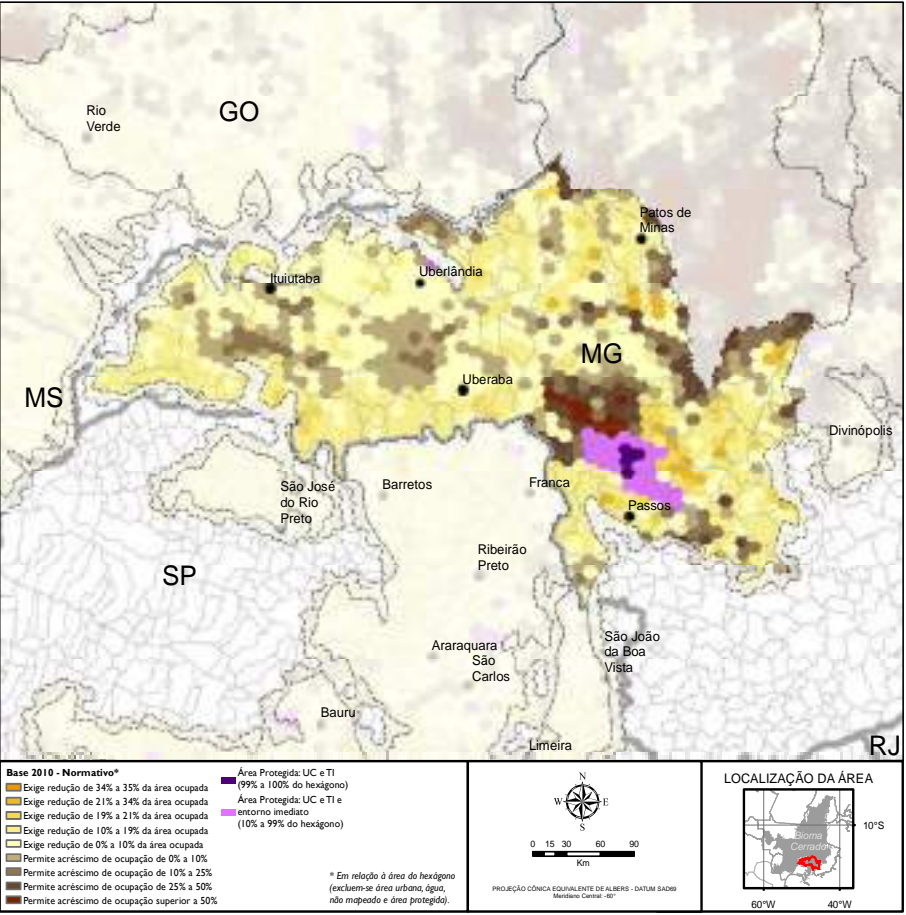 GO
Rio
Verde
Patos de
Minas
Ituiutaba
Uberlândia
MG
Uberaba
MS
Divinópolis
São José
do Rio
Preto
Barretos
Franca
Passos
Ribeirão
Preto
SP
Araraquara
São
Carlos
São João
da Boa
Vista
Bauru
Limeira
RJ
Base 2010 - Normativo*
Exige redução de 34% a 35% da área ocupada
Exige redução de 21% a 34% da área ocupada
Exige redução de 19% a 21% da área ocupada
Exige redução de 10% a 19% da área ocupada
Exige redução de 0% a 10% da área ocupada
Permite acréscimo de ocupação de 0% a 10%
Permite acréscimo de ocupação de 10% a 25%
Permite acréscimo de ocupação de 25% a 50%
Permite acréscimo de ocupação superior a 50%
Área Protegida: UC e TI
(99% a 100% do hexágono)
Área Protegida: UC e TI e
entorno imediato
(10% a 99% do hexágono)
* Em relação à área do hexágono
(excluem-se área urbana, água,
não mapeado e área protegida).
N
W E
S
0 15 30 60 90
Km
PROJEÇÃO CÔNICA EQUIVALENTE DE ALBERS - DATUM SAD69
Meridiano Central: -60°
LOCALIZAÇÃO DA ÁREA
Bioma
Cerrado
10°S
60°W 40°W